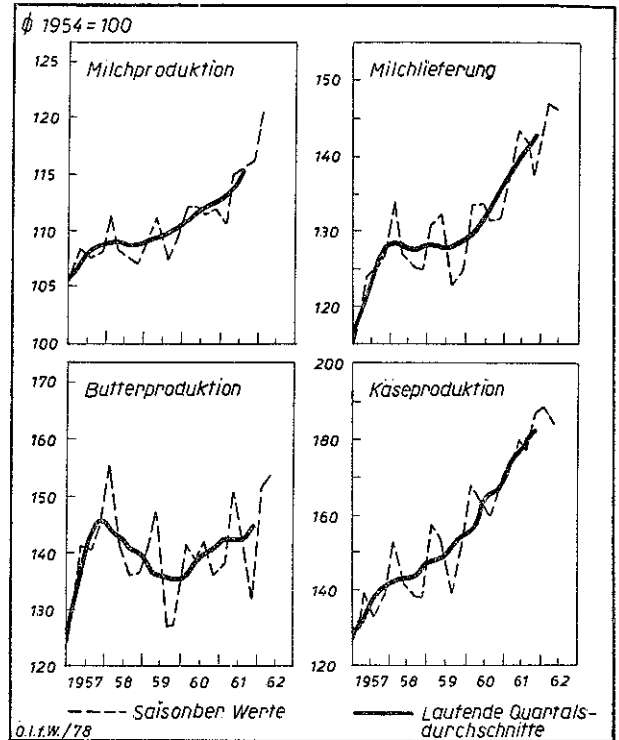 ϕ 1954 = 100
Milchproduktion
125
120
115
110
105
100
Milchlieferung
150
140
130
120
Butterproduktion
170
160
150
140
130
120
Käseproduktion
200
180
160
140
120
1957 58 59 60 61 62
1957 58 59 60 61 62
Saisonber Werte
Laufende Quartals-
durchschnitte
ö.I.f.W./78